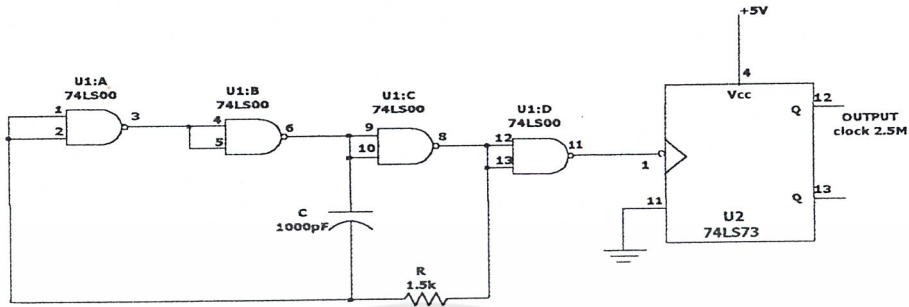 +5V
U1:A
74LS00
1
2
3
U1:B
74LS00
4
5
6
U1:C
74LS00
9
10
8
U1:D
74LS00
12
13
11
4
Vcc
1
11
Q
12
OUTPUT
clock 2.5M
Q
13
U2
74LS73
C
1000pF
R
1.5k